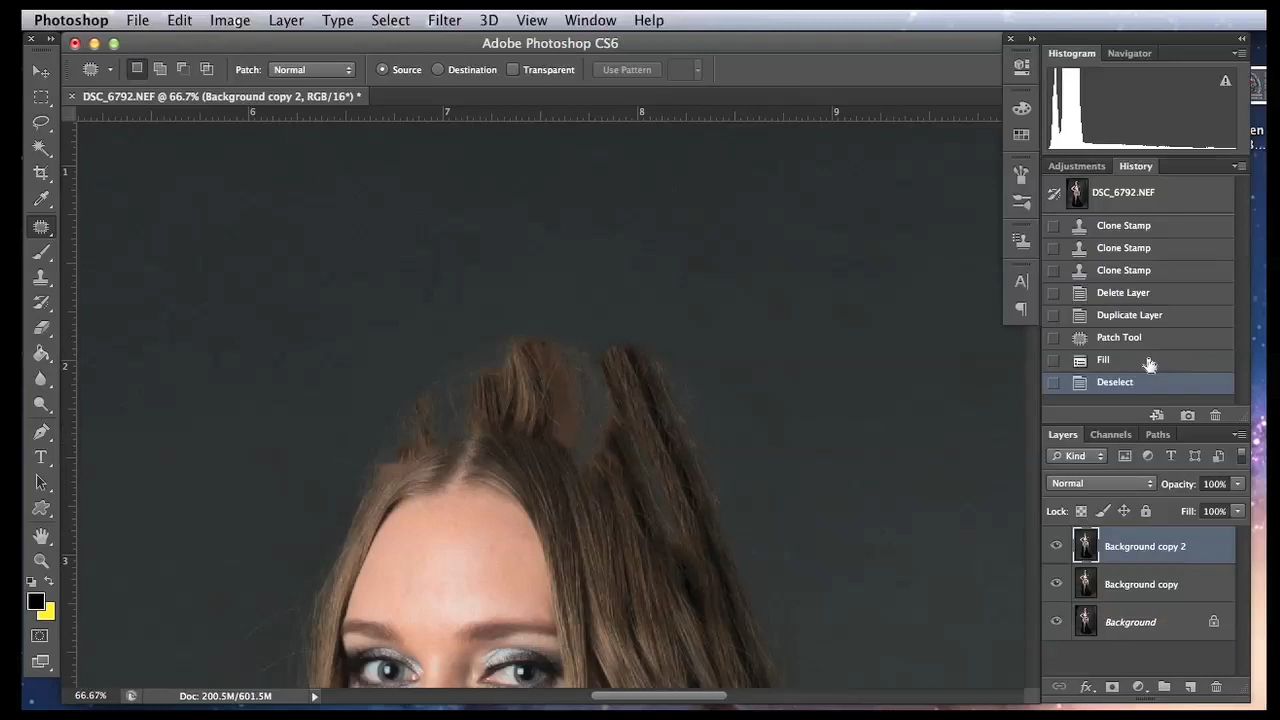 Photoshop File Edit Image Layer Type Select Filter 3D View Window Help
Adobe Photoshop CS6
Patch: Normal Source Destination Transparent Use Pattern
× DSC_6792.NEF @ 66.7% (Background copy 2, RGB/16*) *
6 7 8 9
1
2
3
Histogram Navigator
Adjustments History
DSC_6792.NEF
Clone Stamp
Clone Stamp
Clone Stamp
Delete Layer
Duplicate Layer
Patch Tool
Fill
Deselect
Layers Channels Paths
Kind
Normal Opacity: 100%
Lock: Fill: 100%
Background copy 2
Background copy
Background
66.67% Doc: 200.5M/601.5M